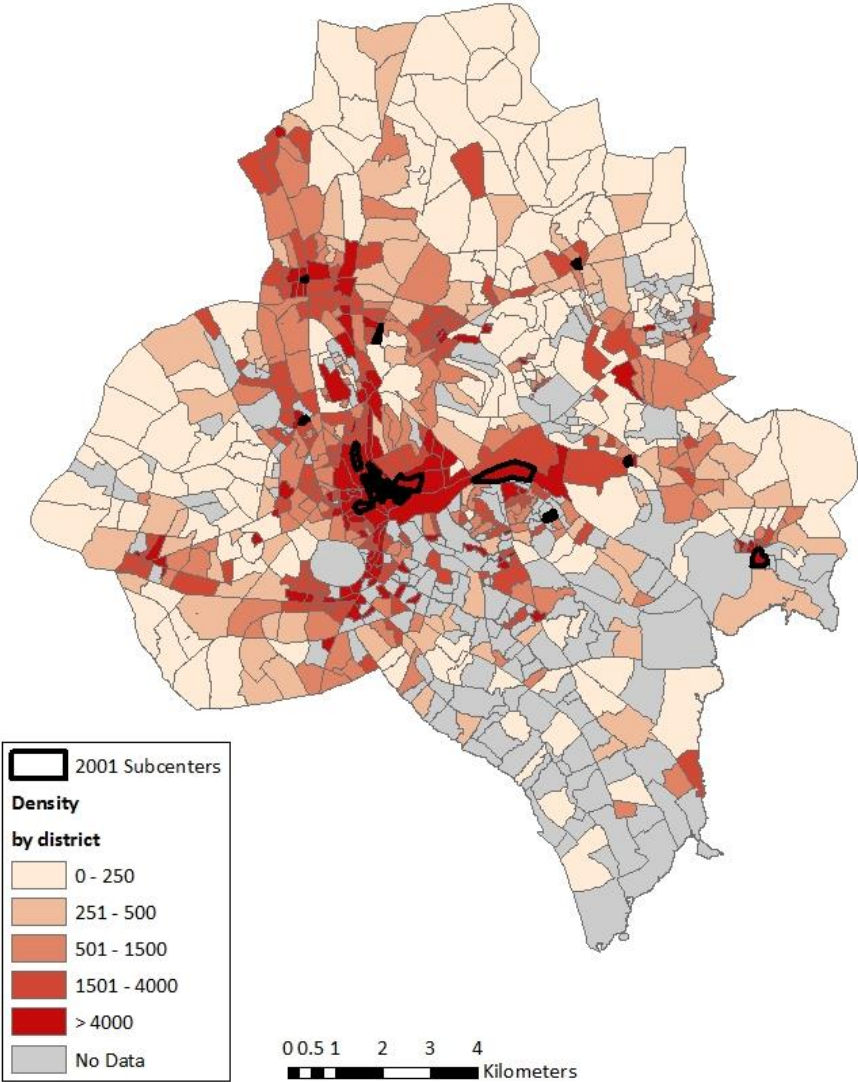 2001 Subcenters
Density
by district
0 - 250
251 - 500
501 - 1500
1501 - 4000
> 4000
No Data
0 0.5 1 2 3 4
Kilometers